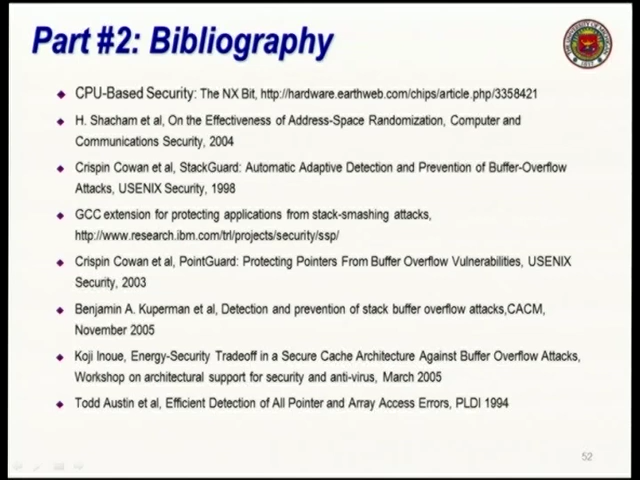 Part #2: Bibliography
CPU-Based Security: The NX Bit, http://hardware.earthweb.com/chips/article.php/3358421
H. Shacham et al, On the Effectiveness of Address-Space Randomization, Computer and
Communications Security, 2004
Crispin Cowan et al, StackGuard: Automatic Adaptive Detection and Prevention of Buffer-Overflow
Attacks, USENIX Security, 1998
GCC extension for protecting applications from stack-smashing attacks,
http://www.research.ibm.com/trl/projects/security/ssp/
Crispin Cowan et al, PointGuard: Protecting Pointers From Buffer Overflow Vulnerabilities, USENIX
Security, 2003
Benjamin A. Kuperman et al, Detection and prevention of stack buffer overflow attacks,CACM,
November 2005
Koji Inoue, Energy-Security Tradeoff in a Secure Cache Architecture Against Buffer Overflow Attacks,
Workshop on architectural support for security and anti-virus, March 2005
Todd Austin et al, Efficient Detection of All Pointer and Array Access Errors, PLDI 1994
52